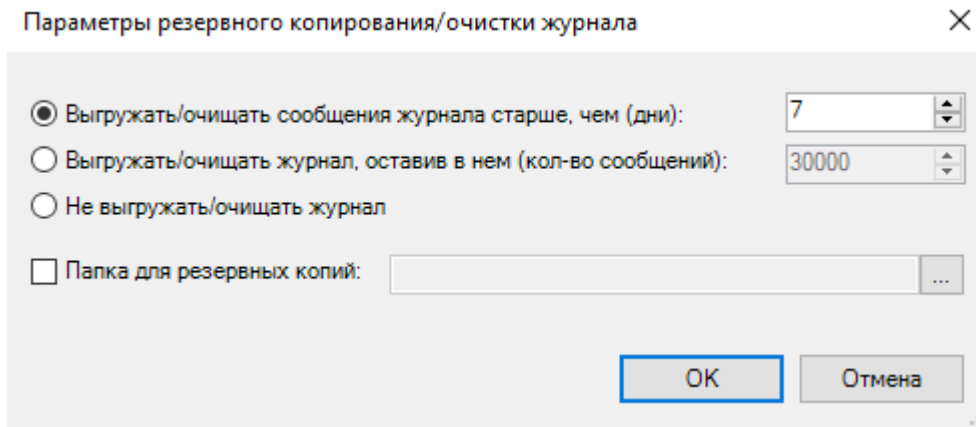 Параметры резервного копирования/очистки журнала
Выгружать/очищать сообщения журнала старше, чем (дни): 7
Выгружать/очищать журнал, оставив в нем (кол-во сообщений): 30000
Не выгружать/очищать журнал
Папка для резервных копий: ...
OK Отмена